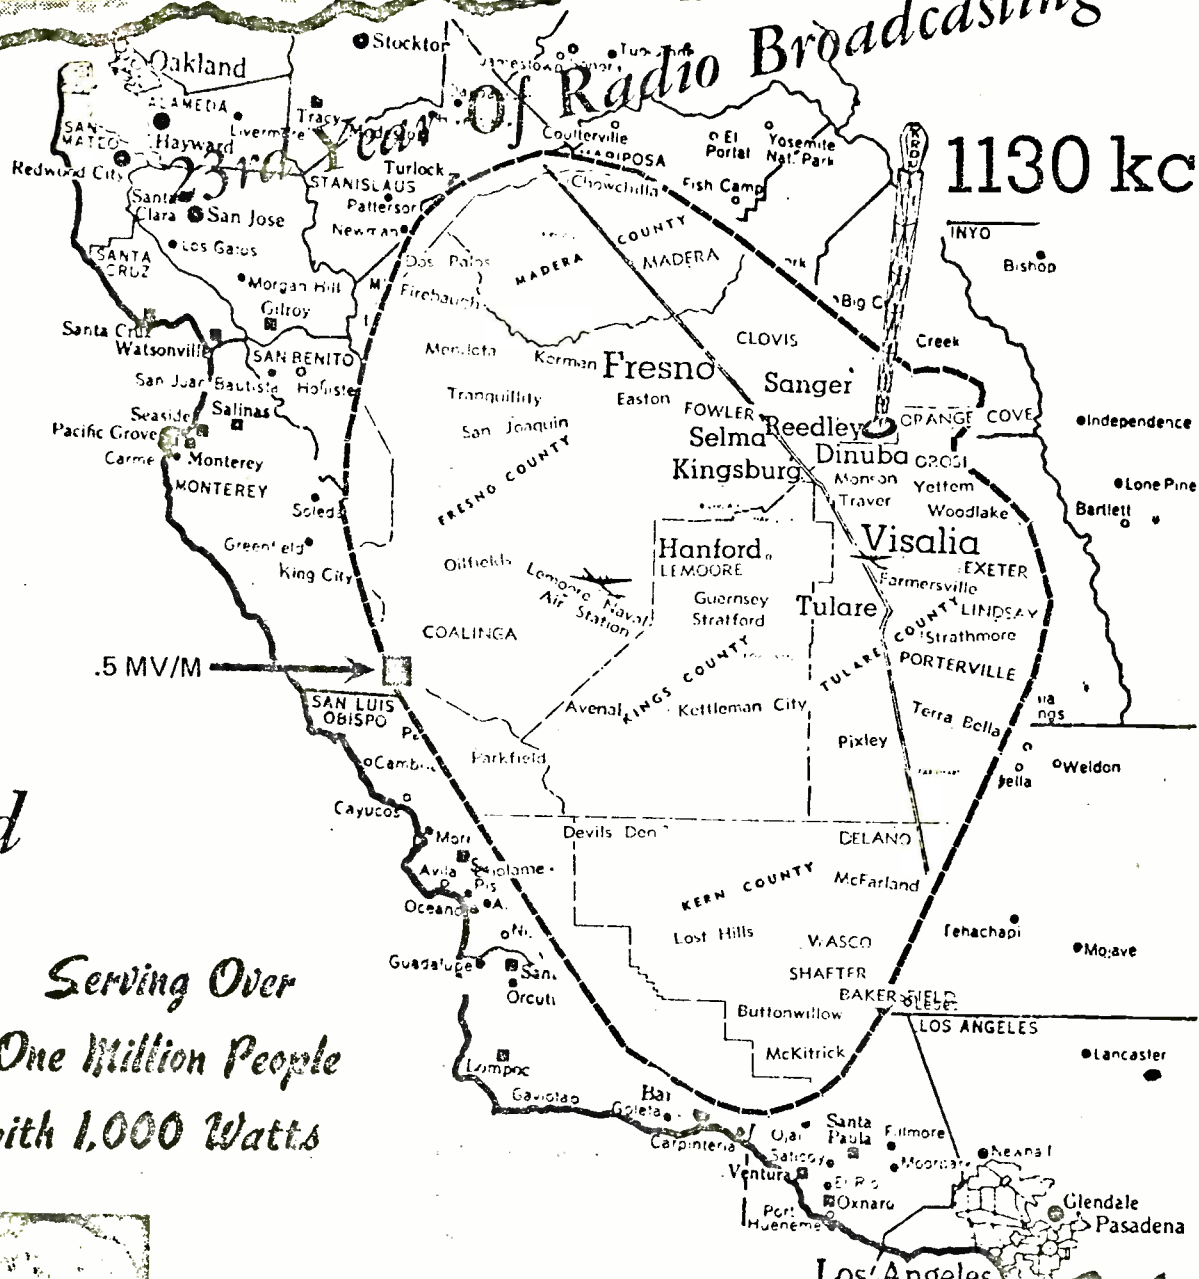 23rd Year Of Radio Broadcasting
1130 kc
Oakland
Stockton
ALAMEDA
Tracy
Livermore
SAN MATEO
Hayward
Redwood City
Turlock
STANISLAUS
Patterson
Newman
Santa Clara
San Jose
Los Gatos
SANTA CRUZ
Morgan Hill
Gilroy
Coulterville
MARIPOSA
El Portal
Yosemite Nat. Park
Chowchilla
Fish Camp
KRDU
INYO
Bishop
MADERA COUNTY
MADERA
Dos Palos
Firebaugh
Big C
Creek
Santa Cruz
Watsonville
SAN BENITO
San Juan Bautista
Hollister
Mendota
Kerman
Fresno
CLOVIS
Sanger
Tranquillity
Easton
FOWLER
San Joaquin
Selma
Reedley
ORANGE COVE
Independence
Seaside
Salinas
Pacific Grove
Carmel
Monterey
MONTEREY
FRESNO COUNTY
Kingsburg
Dinuba
OROSI
Monson
Yettem
Traver
Woodlake
Lone Pine
Bartlett
Soledad
Greenfield
King City
Oilfields
Lemoore Naval
Air Station
Hanford
LEMOORE
Visalia
EXETER
Farmersville
Guernsey
Stratford
Tulare
LINDSAY
Strathmore
COALINGA
KINGS COUNTY
TULARE COUNTY
PORTERVILLE
.5 MV/M
SAN LUIS
OBISPO
Avenal
Kettleman City
Terra Bella
Parkfield
Pixley
Weldon
Cayucos
Devils Den
DELANO
Avila
McFarland
KERN COUNTY
Oceano
Lost Hills
WASCO
Tehachapi
Mojave
Guadalupe
SHAFTER
BAKERSFIELD
Orcutt
Buttonwillow
LOS ANGELES
McKitrick
Lancaster
Serving Over
One Million People
with 1,000 Watts
Lompoc
Goleta
Carpinteria
Ojai
Santa
Paula
Fillmore
Saticoy
Ventura
El Rio
Oxnard
Port
Hueneme
Glendale
Pasadena
Los Angeles